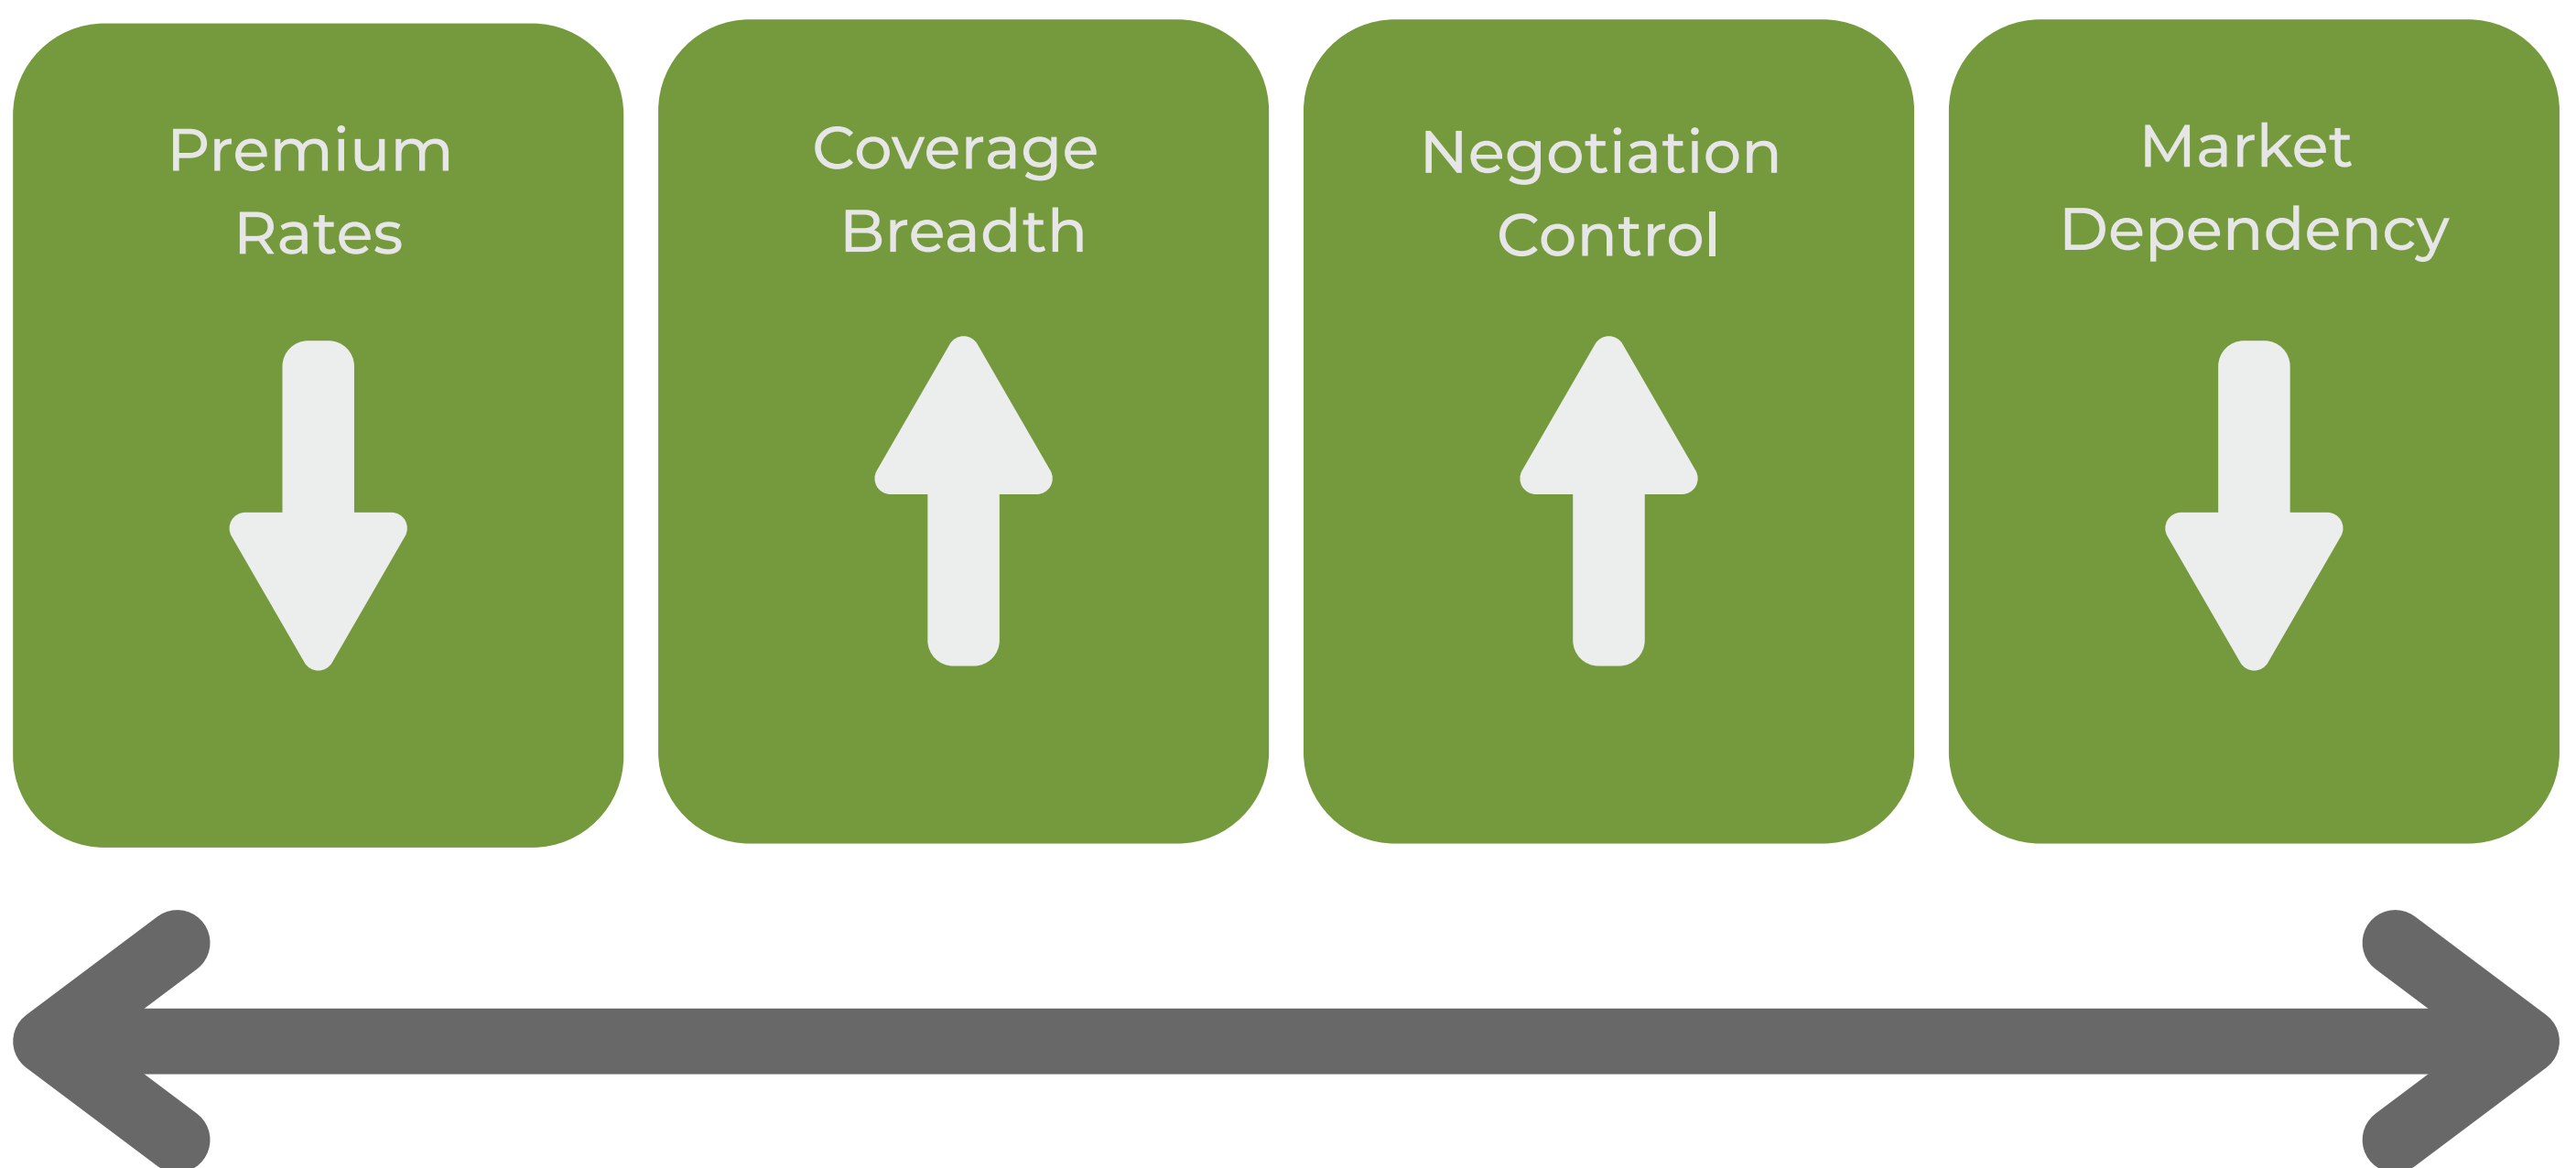 Premium
Rates
Coverage
Breadth
Negotiation
Control
Market
Dependency